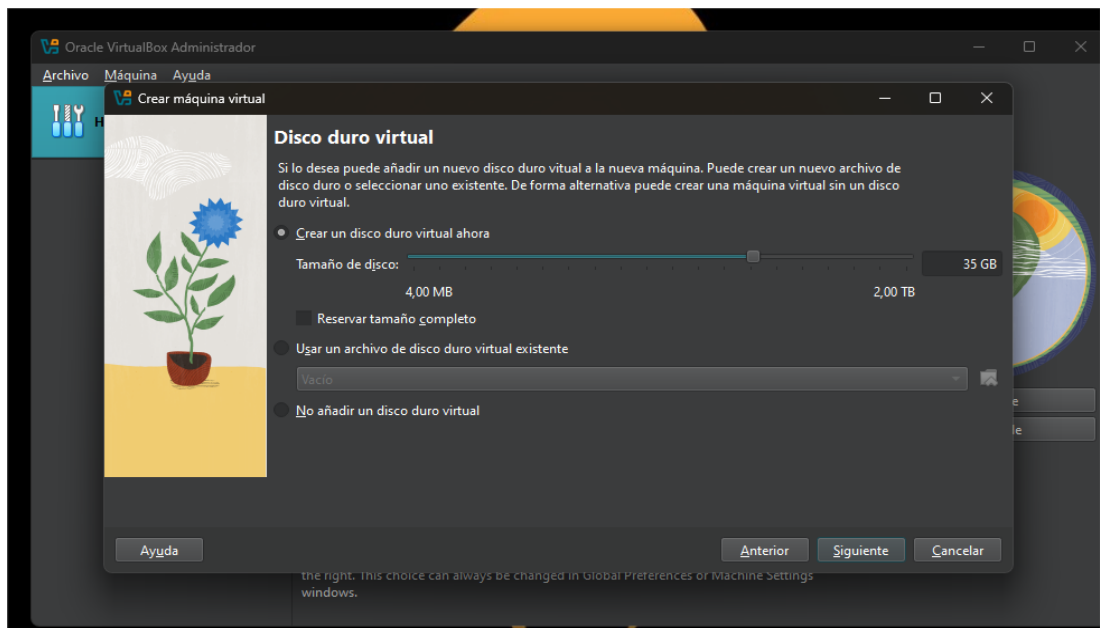 Oracle VirtualBox Administrador
Archivo Máquina Ayuda
Crear máquina virtual
H
Disco duro virtual
Si lo desea puede añadir un nuevo disco duro vitual a la nueva máquina. Puede crear un nuevo archivo de
disco duro o seleccionar uno existente. De forma alternativa puede crear una máquina virtual sin un disco
duro virtual.
Crear un disco duro virtual ahora
Tamaño de disco: 35 GB
4,00 MB 2,00 TB
Reservar tamaño completo
Usar un archivo de disco duro virtual existente
Vacío
No añadir un disco duro virtual
e
le
Ayuda Anterior Siguiente Cancelar
the right. This choice can always be changed in Global Preferences or Machine Settings
windows.